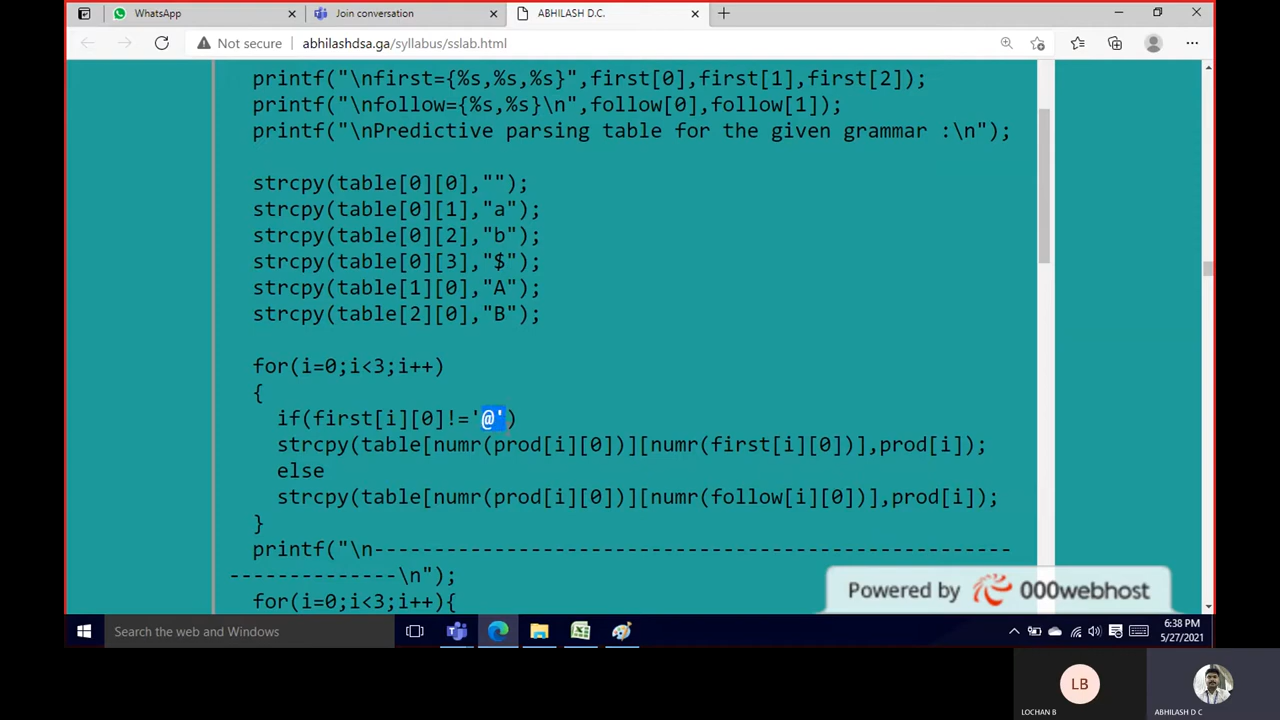 WhatsApp
Join conversation
ABHILASH D.C.
Not secure
abhilashdsa.ga/syllabus/sslab.html
printf("\nfirst={%s,%s,%s}",first[0],first[1],first[2]);
printf("\nfollow={%s,%s}\n",follow[0],follow[1]);
printf("\nPredictive parsing table for the given grammar :\n");
strcpy(table[0][0],"");
strcpy(table[0][1],"a");
strcpy(table[0][2],"b");
strcpy(table[0][3],"$");
strcpy(table[1][0],"A");
strcpy(table[2][0],"B");
for(i=0;i<3;i++)
{
if(first[i][0]!='@')
strcpy(table[numr(prod[i][0])][numr(first[i][0])],prod[i]);
else
strcpy(table[numr(prod[i][0])][numr(follow[i][0])],prod[i]);
}
printf("\n-----------------------------------------------------
--------------\n");
for(i=0;i<3;i++){
Powered by 000webhost
Search the web and Windows
6:38 PM
5/27/2021
LB
LOCHAN B
ABHILASH D C